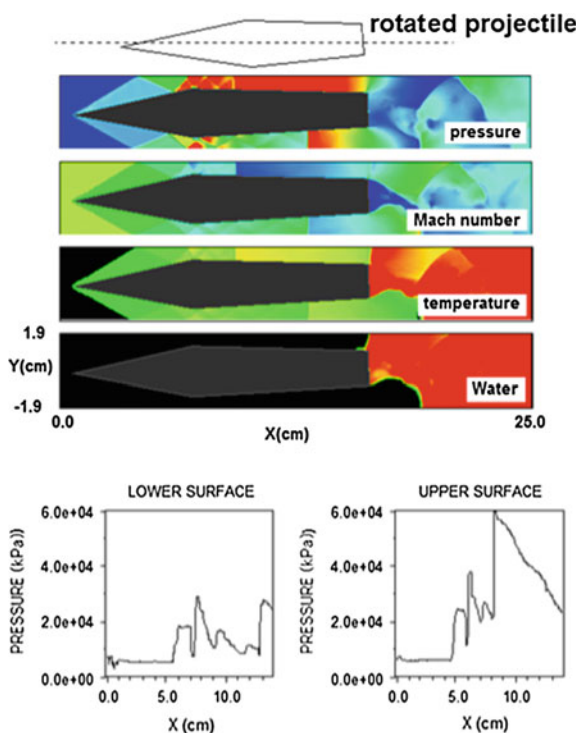 rotated projectile
pressure
Mach number
temperature
1.9
Y(cm)
Water
-1.9
0.0
25.0
X(cm)
LOWER SURFACE
UPPER SURFACE
6.0e+04
4.0e+04
2.0e+04
0.0e+00
PRESSURE (kPa))
0.0
5.0
10.0
X (cm)
6.0e+04
4.0e+04
2.0e+04
0.0e+00
PRESSURE (kPa))
0.0
5.0
10.0
X (cm)